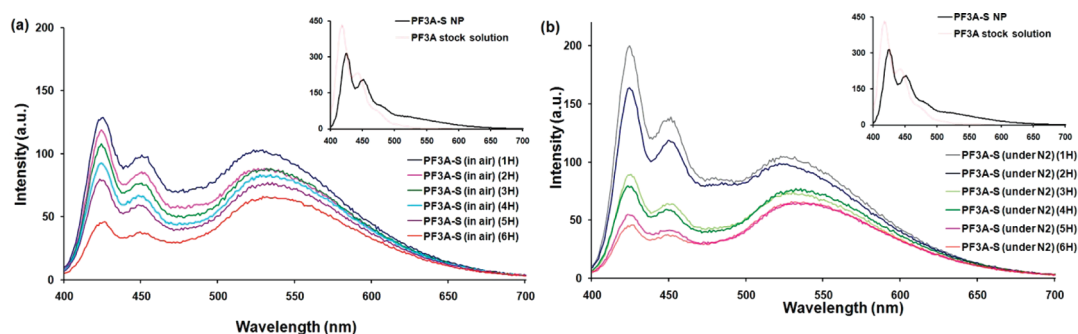 (a)
200
150
100
50
0
400
450
500
550
600
650
700
Intensity (a.u.)
Wavelength (nm)
450
300
150
0
400
450
500
550
600
650
700
PF3A-S NP
PF3A stock solution
PF3A-S (in air) (1H)
PF3A-S (in air) (2H)
PF3A-S (in air) (3H)
PF3A-S (in air) (4H)
PF3A-S (in air) (5H)
PF3A-S (in air) (6H)
(b)
200
150
100
50
0
400
450
500
550
600
650
700
Intensity (a.u.)
Wavelength (nm)
450
300
150
0
400
450
500
550
600
650
700
PF3A-S NP
PF3A stock solution
PF3A-S (under N2) (1H)
PF3A-S (under N2) (2H)
PF3A-S (under N2) (3H)
PF3A-S (under N2) (4H)
PF3A-S (under N2) (5H)
PF3A-S (under N2) (6H)